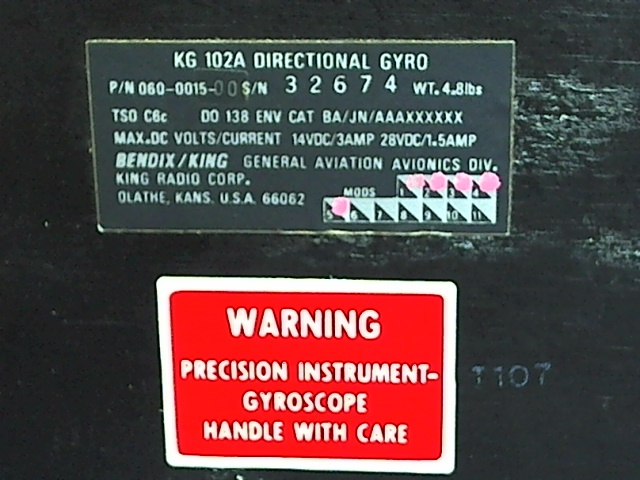 KG 102A DIRECTIONAL GYRO
P/N 060-0015-00 S/N 32674 WT. 4.8lbs
TSO C6c DO 138 ENV CAT BA/JN/AAAXXXXXX
MAX. DC VOLTS/CURRENT 14VDC/3AMP 28VDC/1.5AMP
BENDIX/KING GENERAL AVIATION AVIONICS DIV.
KING RADIO CORP.
OLATHE, KANS. U.S.A. 66062
MODS 1 2 3 4
5 6 7 8 9 10 11
WARNING
PRECISION INSTRUMENT-
GYROSCOPE
HANDLE WITH CARE
1107